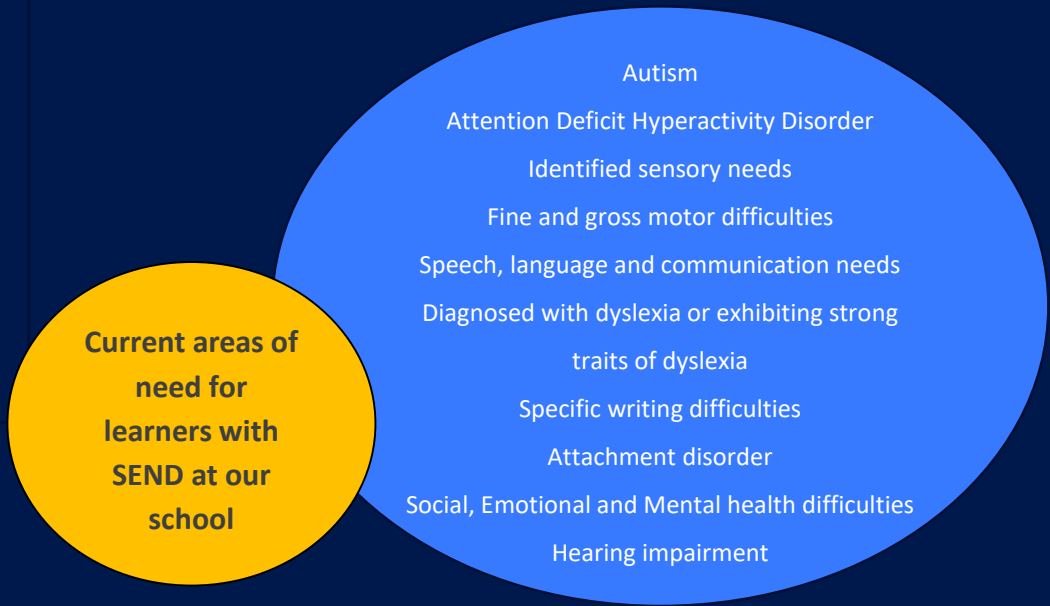 Autism
Attention Deficit Hyperactivity Disorder
Identified sensory needs
Fine and gross motor difficulties
Speech, language and communication needs
Diagnosed with dyslexia or exhibiting strong
traits of dyslexia
Specific writing difficulties
Attachment disorder
Social, Emotional and Mental health difficulties
Hearing impairment
Current areas of
need for
learners with
SEND at our
school